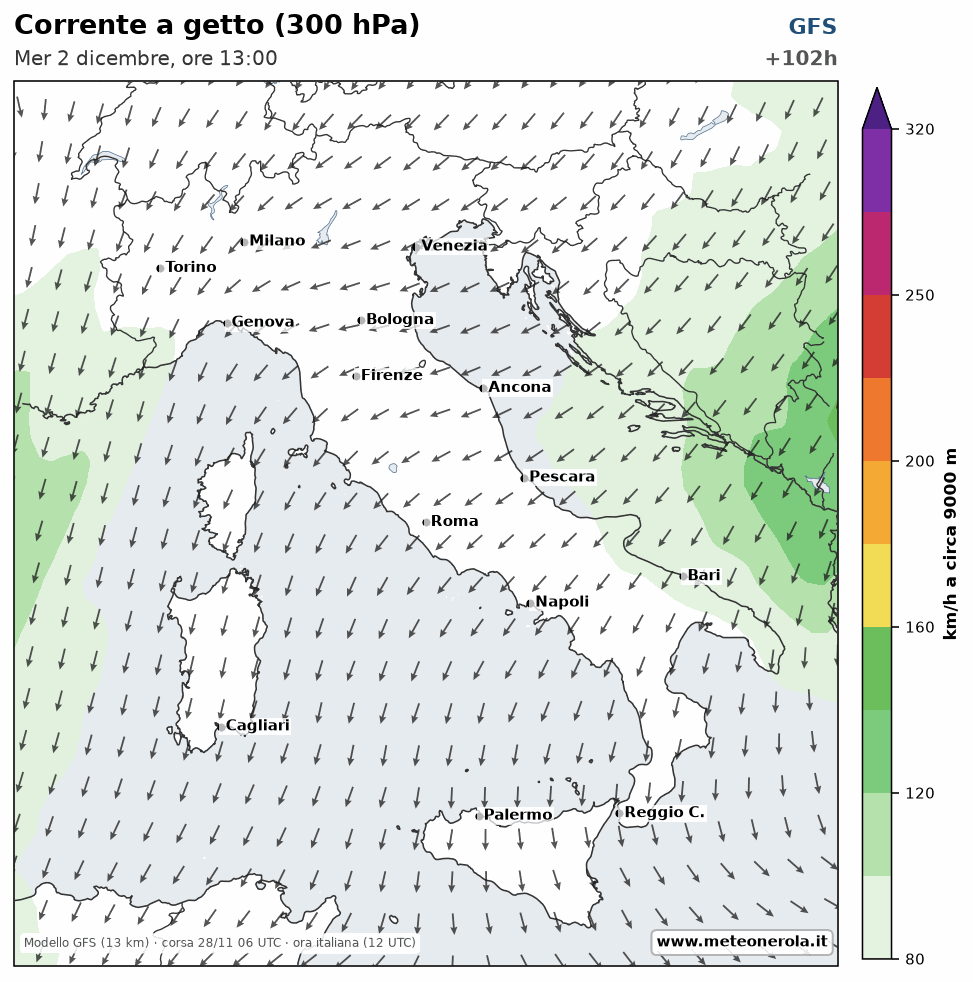 Corrente a getto (300 hPa)
GFS
Mer 2 dicembre, ore 13:00
+102h
320
250
200
160
120
80
km/h a circa 9000 m
Milano
Venezia
Torino
Genova
Bologna
Firenze
Ancona
Pescara
Roma
Bari
Napoli
Cagliari
Palermo
Reggio C.
Modello GFS (13 km) · corsa 28/11 06 UTC · ora italiana (12 UTC)
www.meteonerola.it